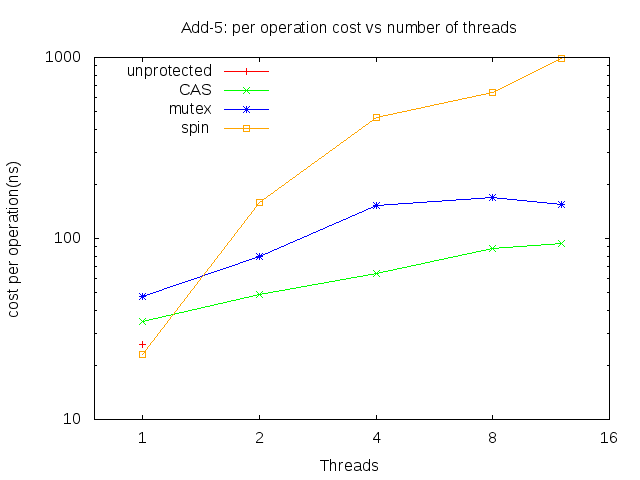 Add-5: per operation cost vs number of threads
1000
100
10
cost per operation(ns)
unprotected
CAS
mutex
spin
1 2 4 8 16
Threads